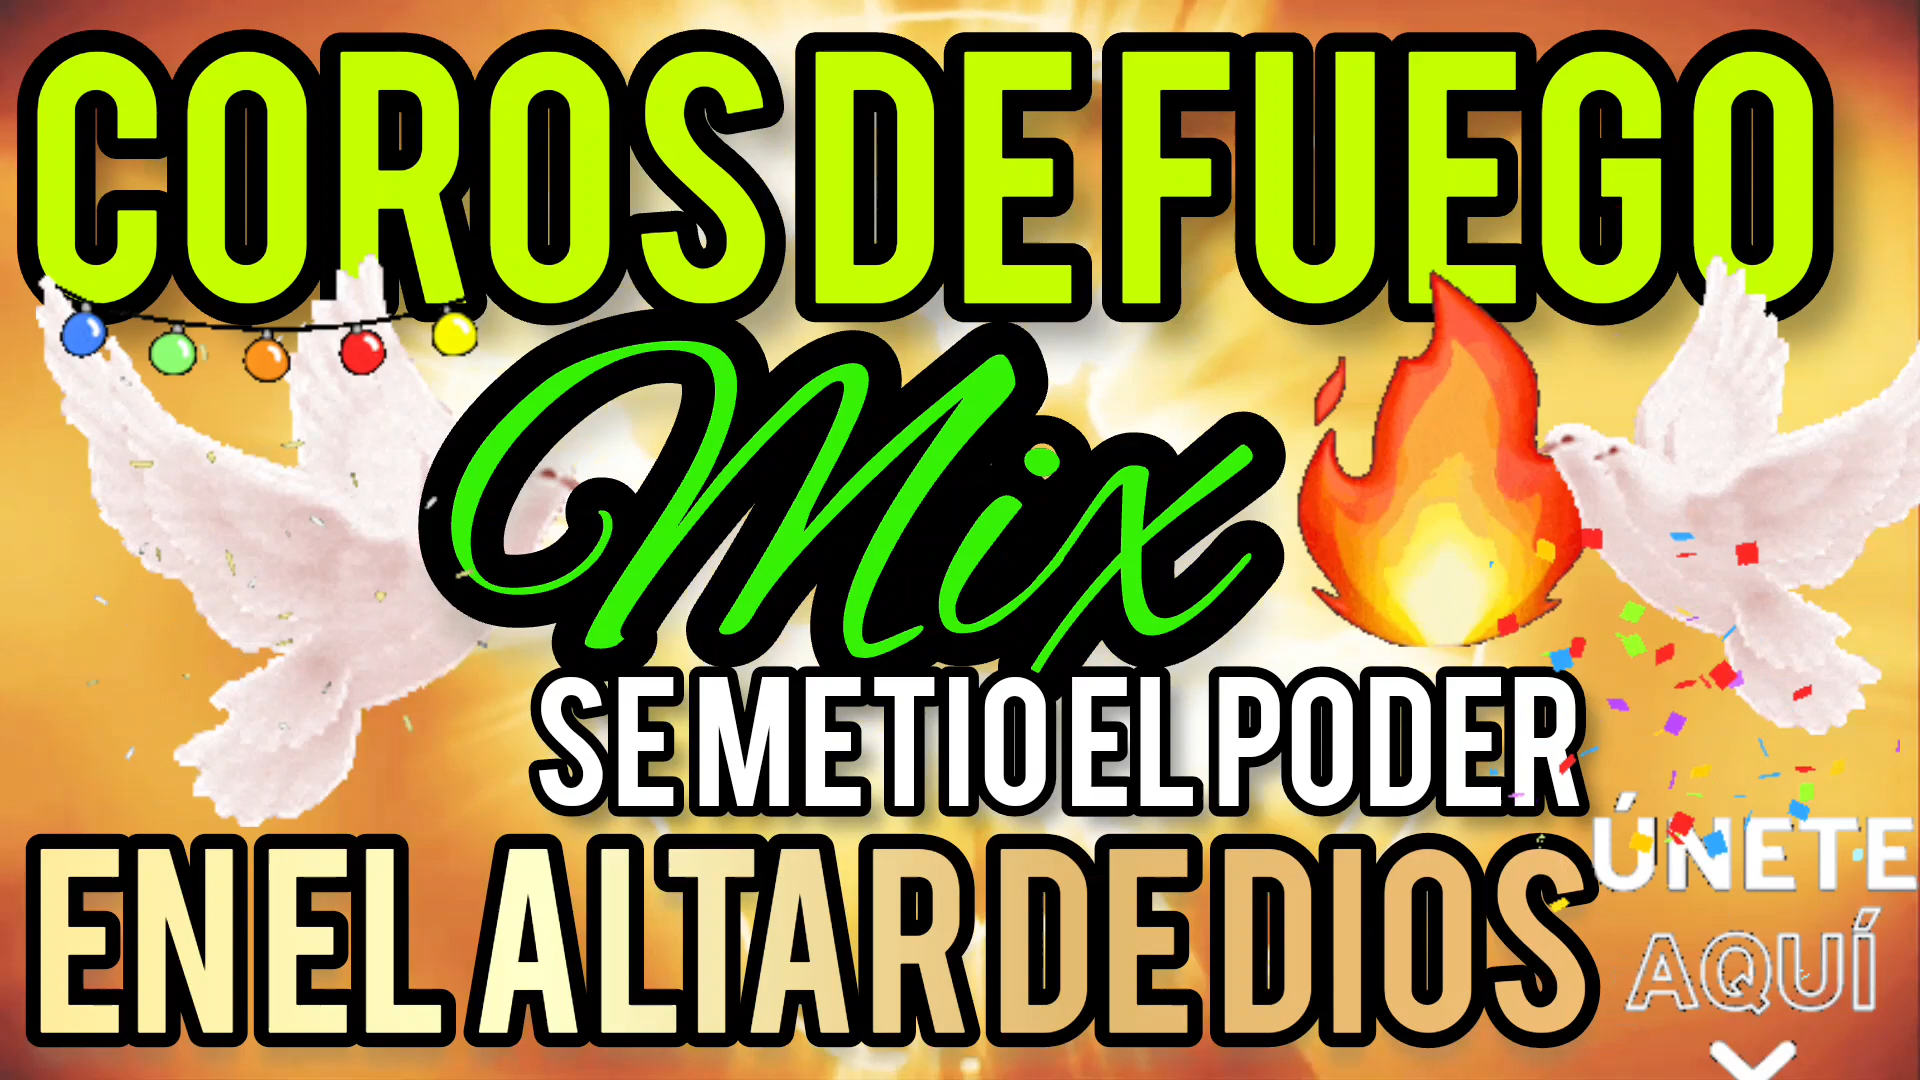 COROS DE FUEGO
Mix
SE METIO EL PODER
EN EL ALTAR DE DIOS
ÚNETE
AQUÍ